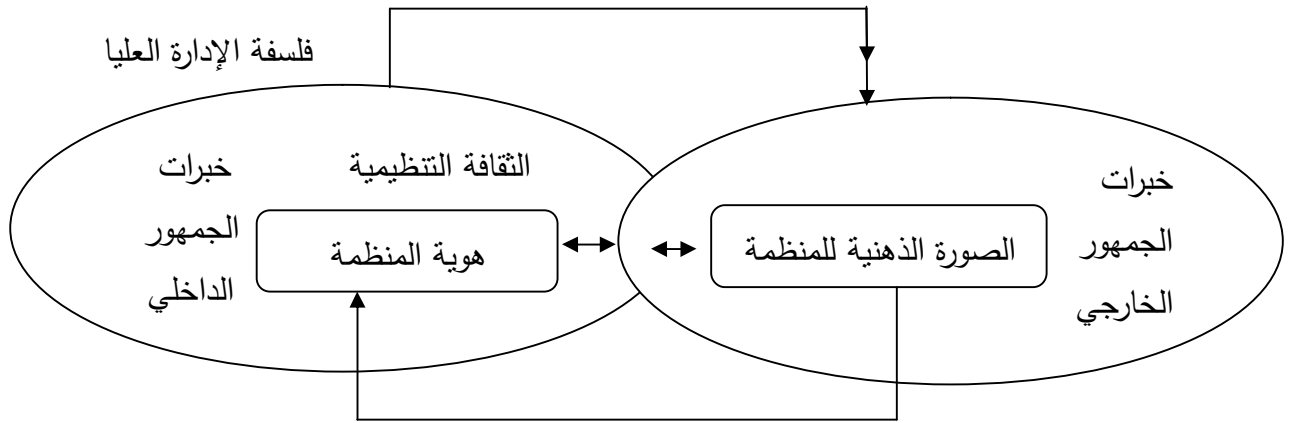 فلسفة الإدارة العليا
خبرات
الجمهور
الخارجي
الصورة الذهنية للمنظمة
الثقافة التنظيمية
هوية المنظمة
خبرات
الجمهور
الداخلي